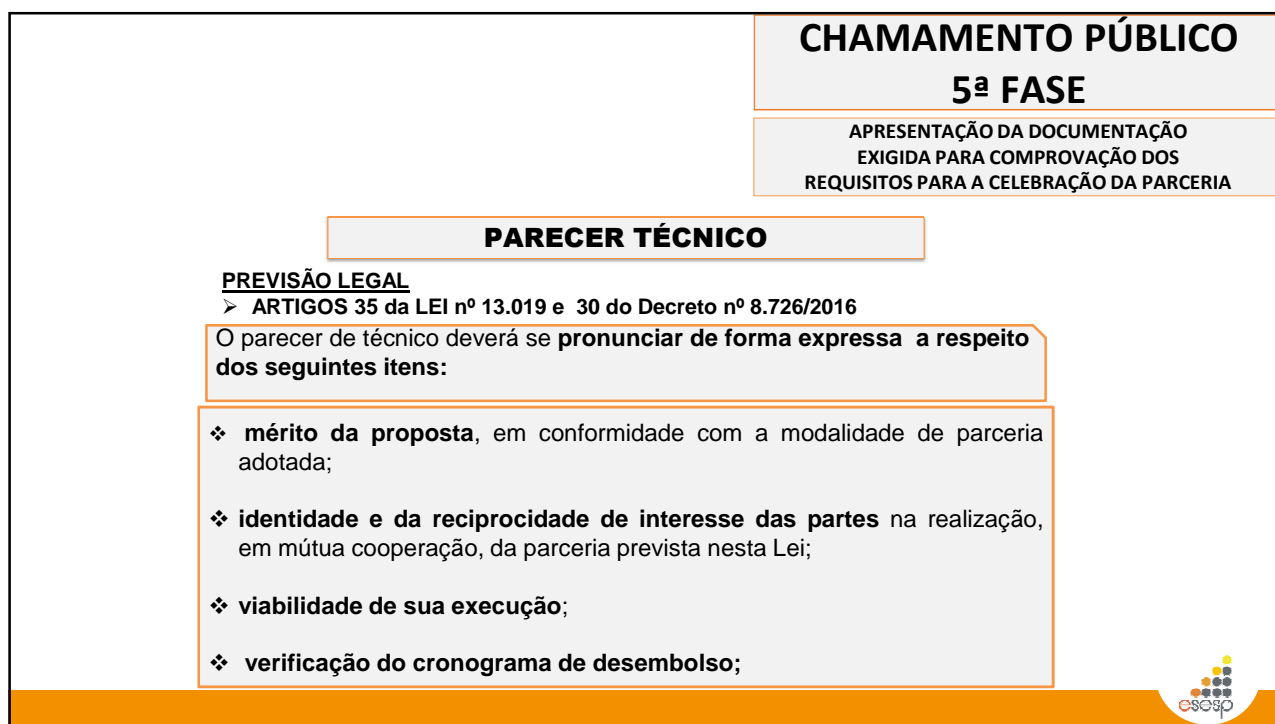 CHAMAMENTO PÚBLICO
5ª FASE
APRESENTAÇÃO DA DOCUMENTAÇÃO
EXIGIDA PARA COMPROVAÇÃO DOS
REQUISITOS PARA A CELEBRAÇÃO DA PARCERIA
PARECER TÉCNICO
PREVISÃO LEGAL
➢ ARTIGOS 35 da LEI nº 13.019 e 30 do Decreto nº 8.726/2016
O parecer de técnico deverá se pronunciar de forma expressa a respeito
dos seguintes itens:
❖ mérito da proposta, em conformidade com a modalidade de parceria
adotada;
❖ identidade e da reciprocidade de interesse das partes na realização,
em mútua cooperação, da parceria prevista nesta Lei;
❖ viabilidade de sua execução;
❖ verificação do cronograma de desembolso;
esesp